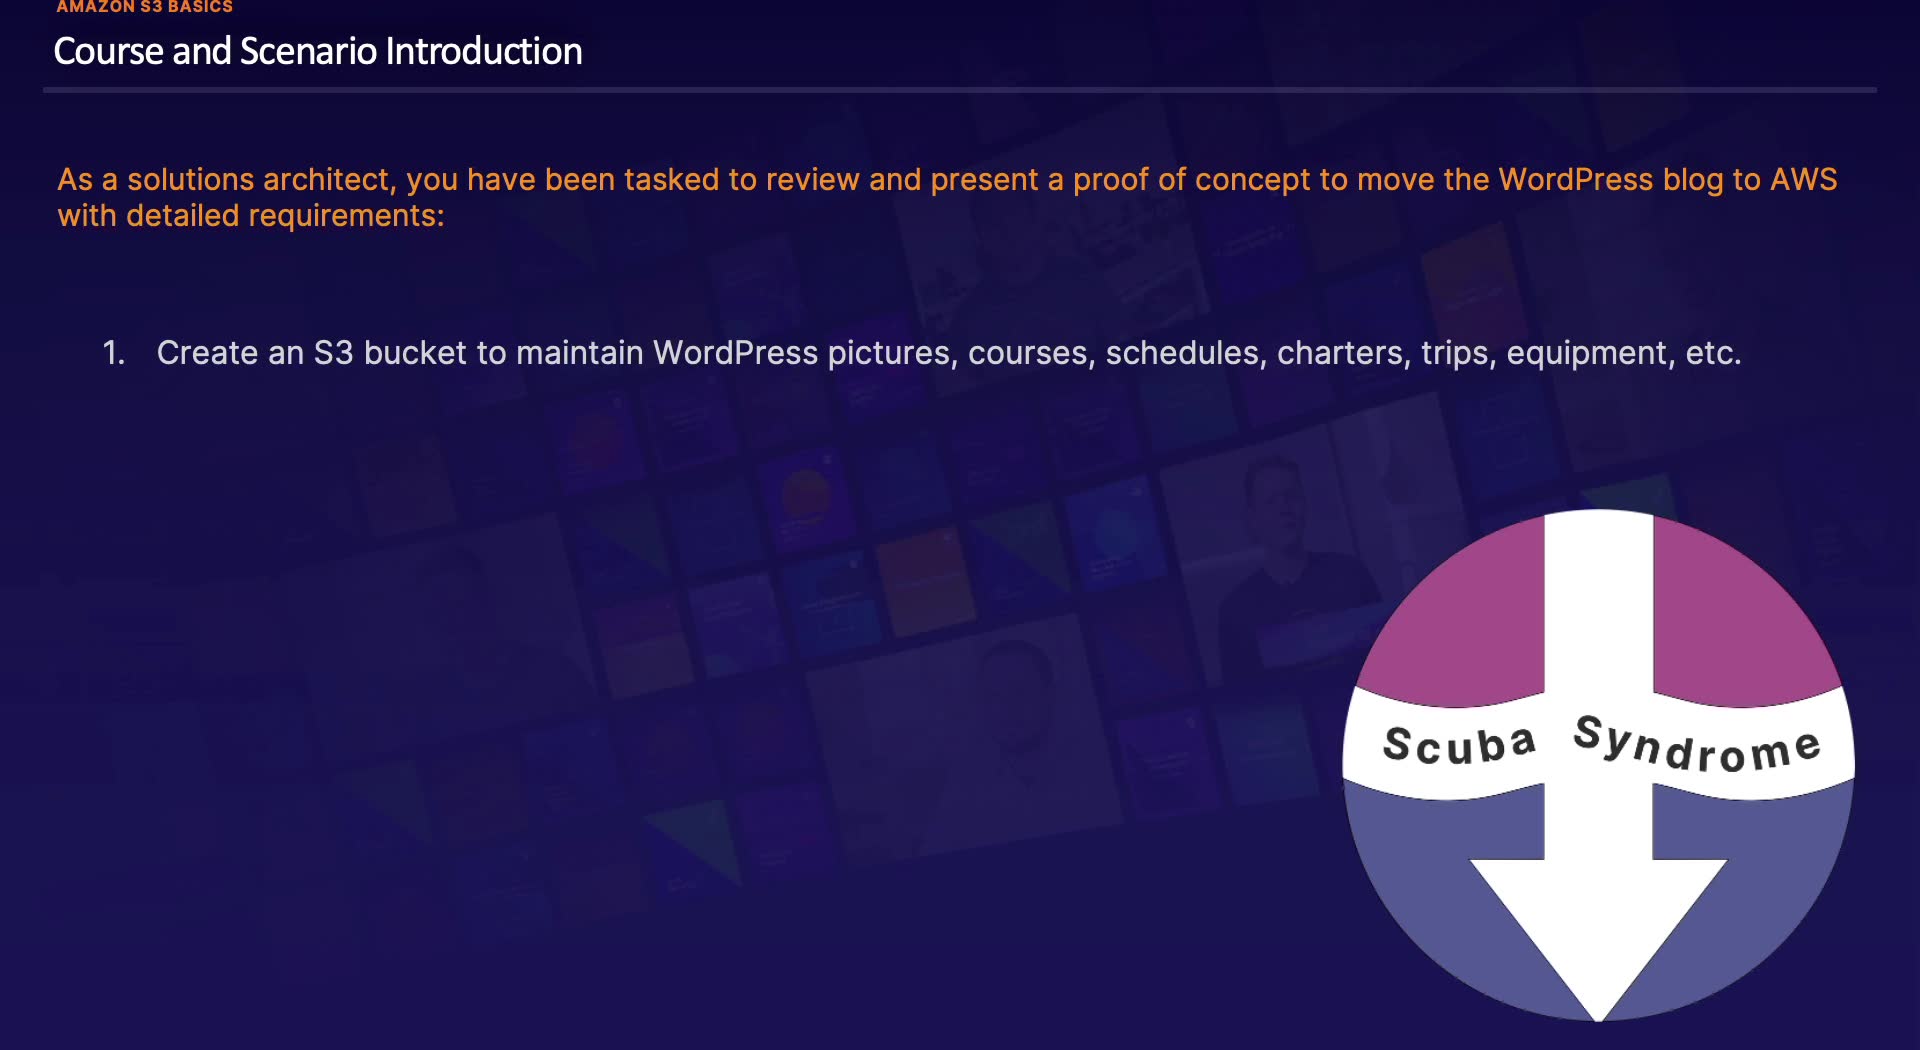 AMAZON S3 BASICS
Course and Scenario Introduction
As a solutions architect, you have been tasked to review and present a proof of concept to move the WordPress blog to AWS
with detailed requirements:
1. Create an S3 bucket to maintain WordPress pictures, courses, schedules, charters, trips, equipment, etc.
Scuba Syndrome